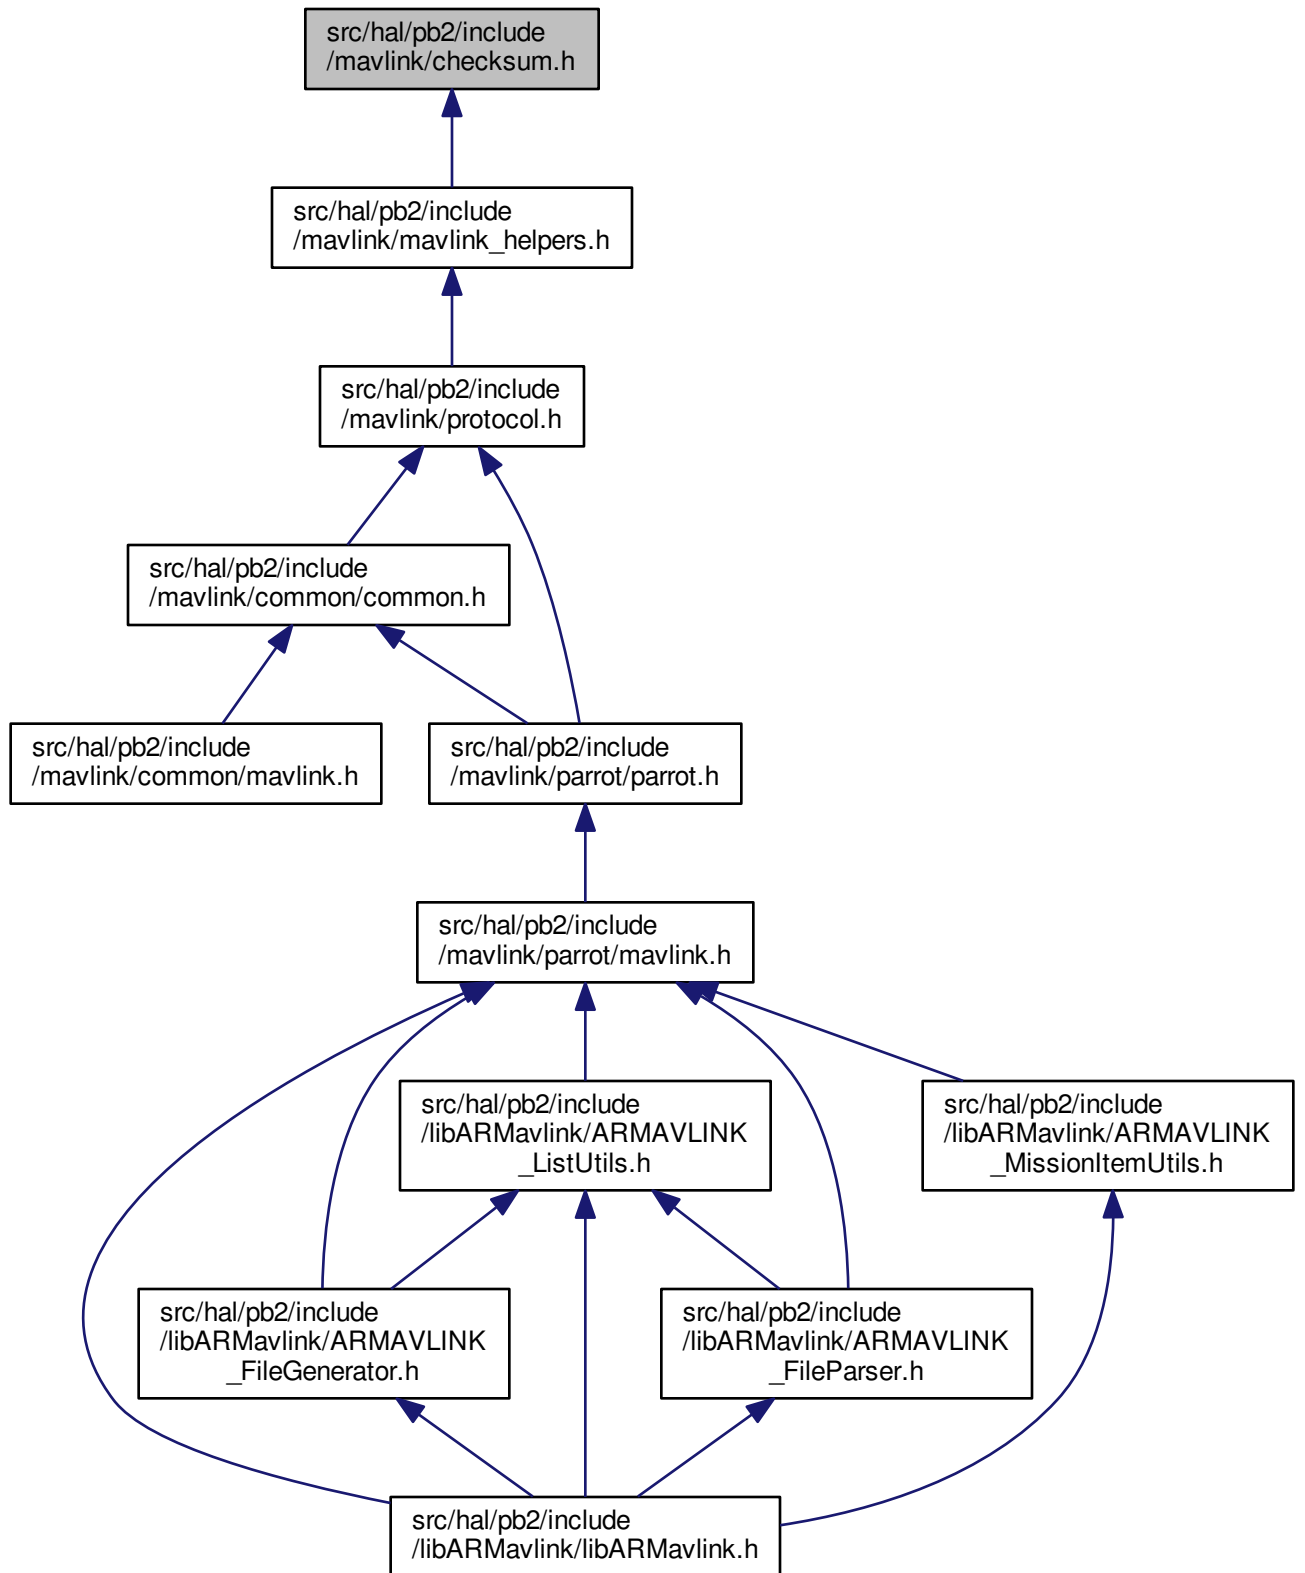 src/hal/pb2/include
/mavlink/checksum.h
src/hal/pb2/include
/mavlink/mavlink_helpers.h
src/hal/pb2/include
/mavlink/protocol.h
src/hal/pb2/include
/mavlink/common/common.h
src/hal/pb2/include
/mavlink/common/mavlink.h
src/hal/pb2/include
/mavlink/parrot/parrot.h
src/hal/pb2/include
/mavlink/parrot/mavlink.h
src/hal/pb2/include
/libARMavlink/ARMAVLINK
_ListUtils.h
src/hal/pb2/include
/libARMavlink/ARMAVLINK
_MissionItemUtils.h
src/hal/pb2/include
/libARMavlink/ARMAVLINK
_FileGenerator.h
src/hal/pb2/include
/libARMavlink/ARMAVLINK
_FileParser.h
src/hal/pb2/include
/libARMavlink/libARMavlink.h